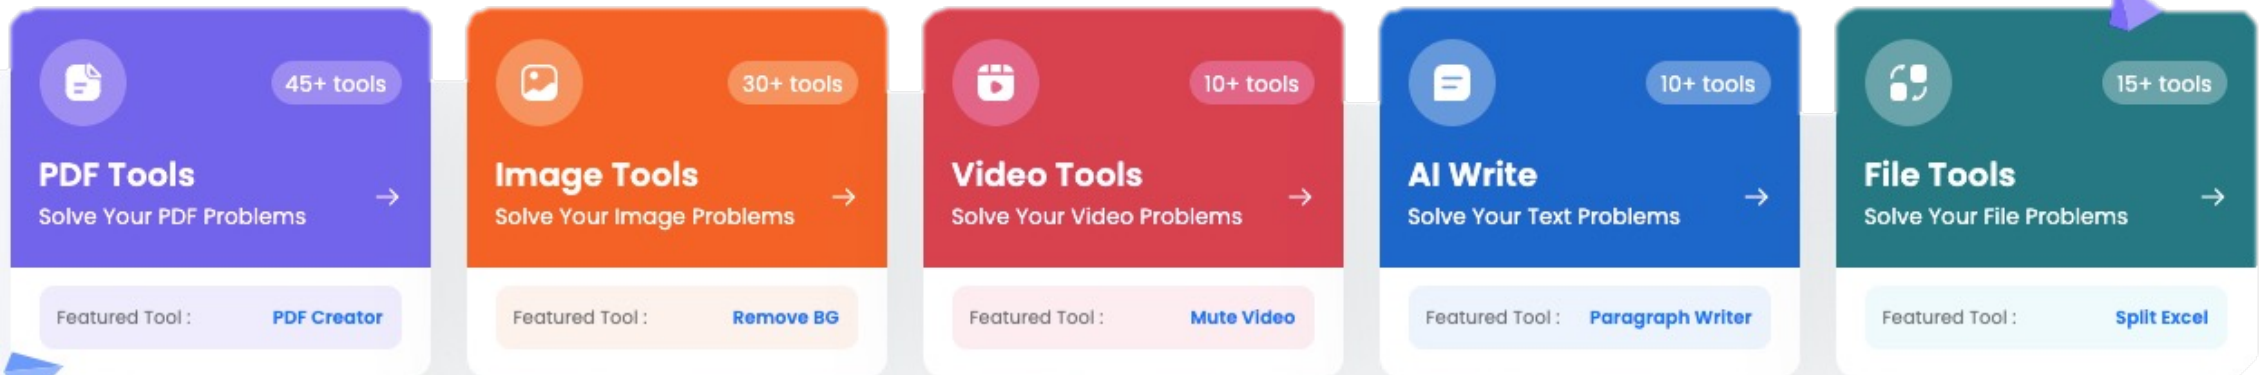 45+ tools
PDF Tools
Solve Your PDF Problems
Featured Tool : PDF Creator
30+ tools
Image Tools
Solve Your Image Problems
Featured Tool : Remove BG
10+ tools
Video Tools
Solve Your Video Problems
Featured Tool : Mute Video
10+ tools
AI Write
Solve Your Text Problems
Featured Tool : Paragraph Writer
15+ tools
File Tools
Solve Your File Problems
Featured Tool : Split Excel